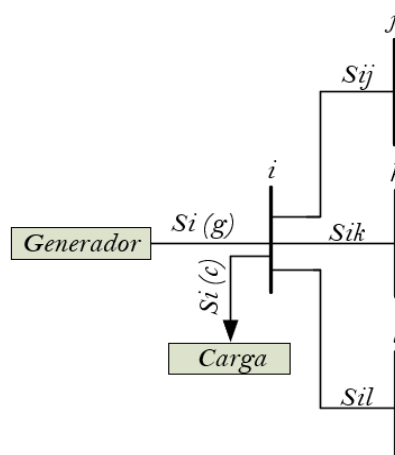 Sij
i
Si (g)
Generador
Sik
Si (c)
Carga
Sil